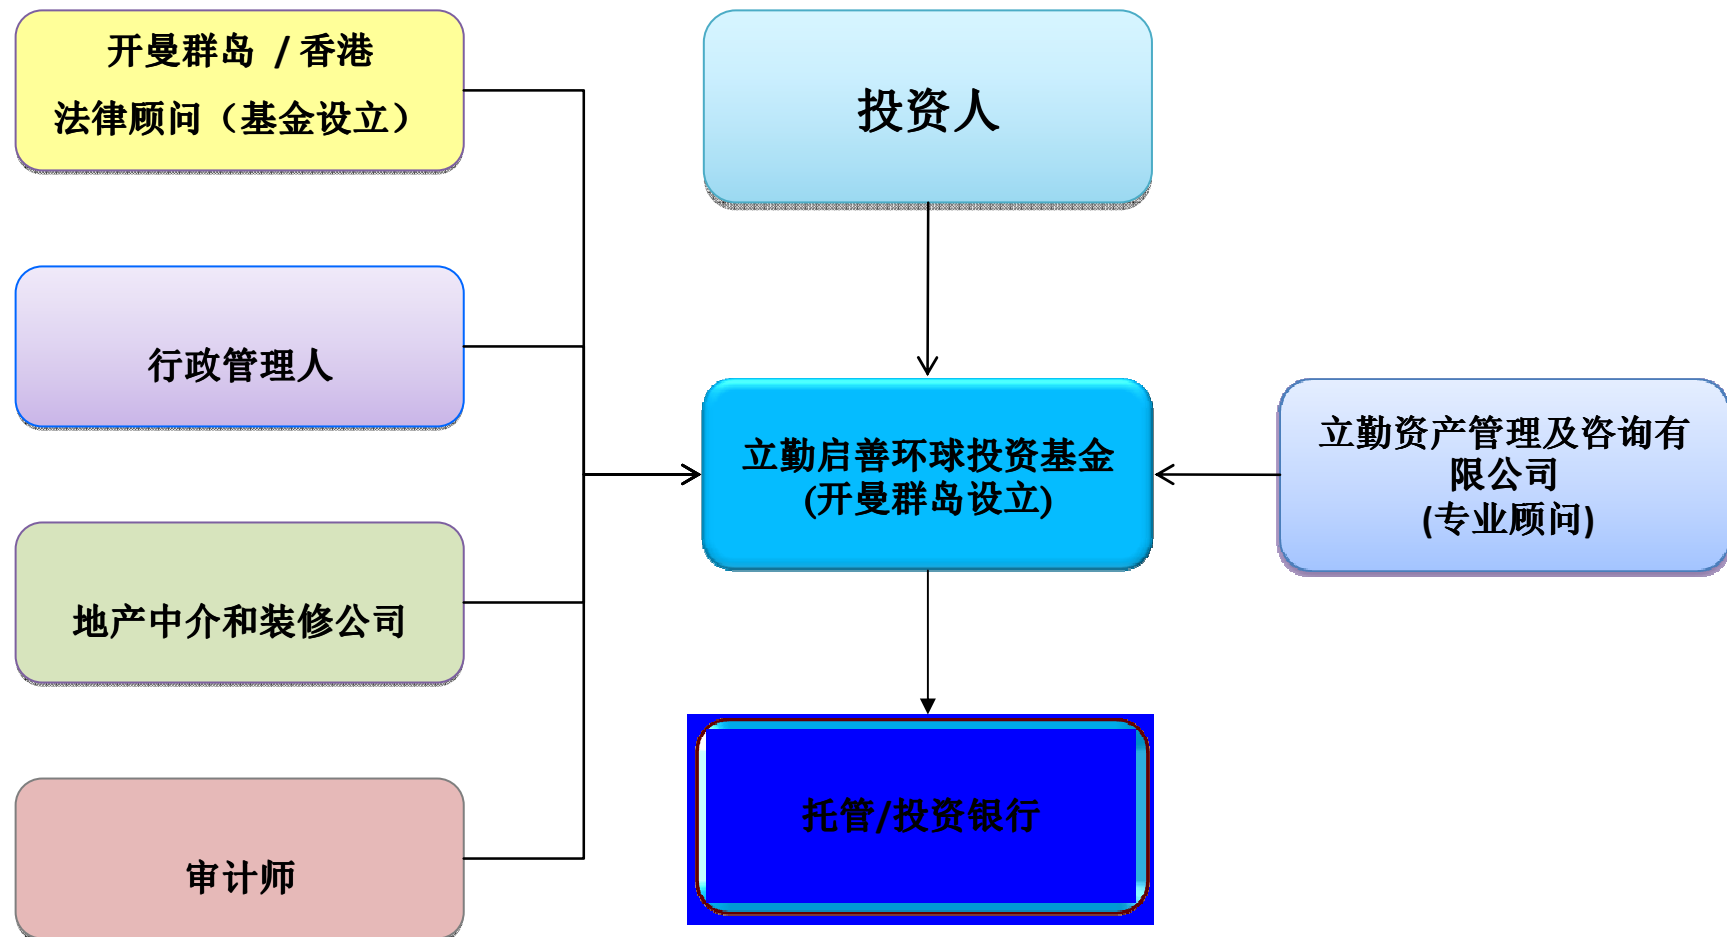 开曼群岛 / 香港
法律顾问（基金设立）
投资人
行政管理人
立勤启善环球投资基金
(开曼群岛设立)
立勤资产管理及咨询有
限公司
(专业顾问)
地产中介和装修公司
托管/投资银行
审计师